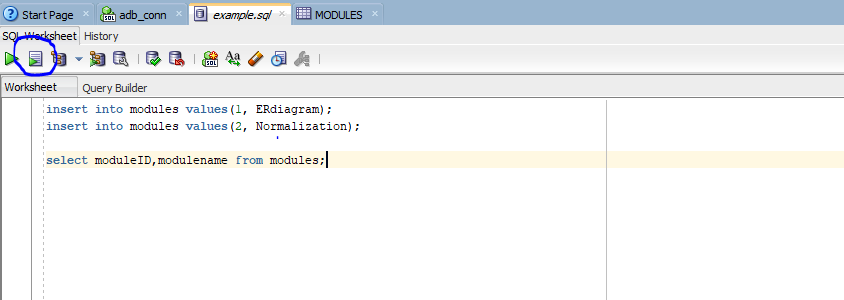 Start Page adb_conn example.sql MODULES
SQL Worksheet History
Worksheet Query Builder
insert into modules values(1, ERdiagram);
insert into modules values(2, Normalization);
select moduleID,modulename from modules;